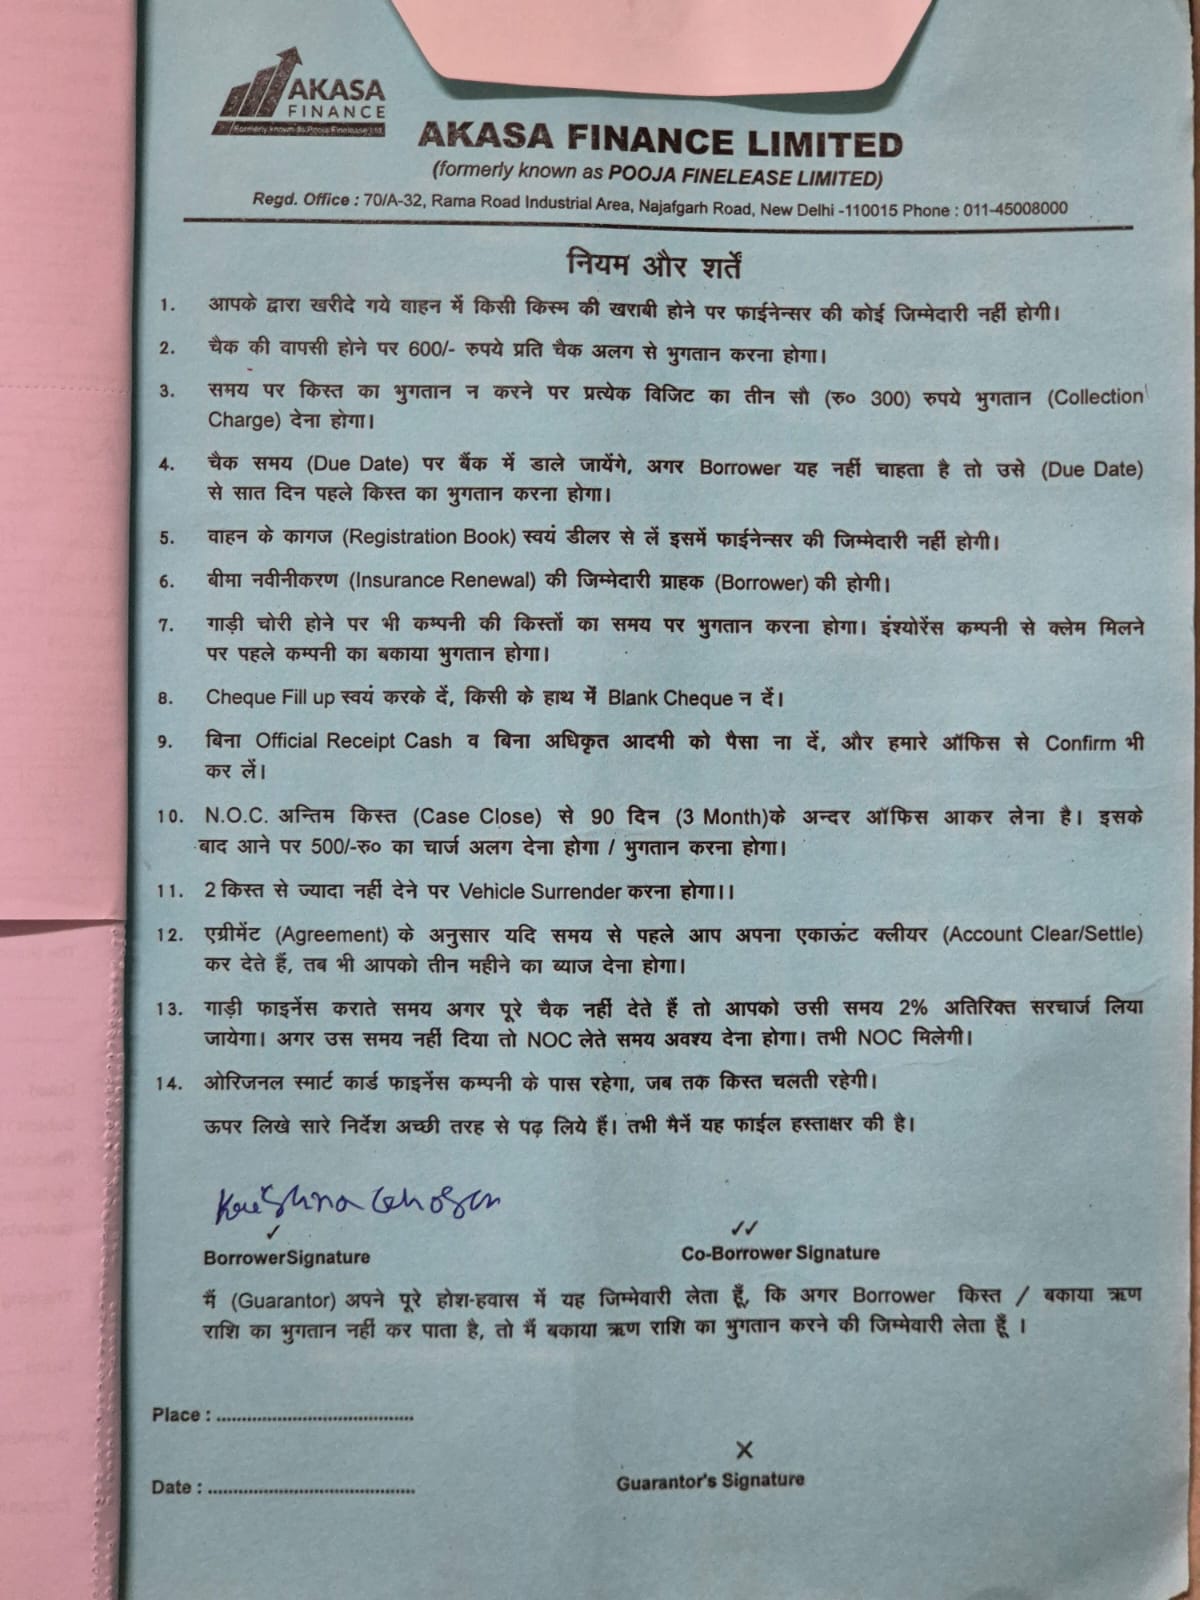 AKASA
FINANCE
(Formerly known as Pooja Finelease Ltd.)
AKASA FINANCE LIMITED
(formerly known as POOJA FINELEASE LIMITED)
Regd. Office : 70/A-32, Rama Road Industrial Area, Najafgarh Road, New Delhi -110015 Phone : 011-45008000
नियम और शर्तें
1. आपके द्वारा खरीदे गये वाहन में किसी किस्म की खराबी होने पर फाईनेन्सर की कोई जिम्मेदारी नहीं होगी।
2. चैक की वापसी होने पर 600/- रुपये प्रति चैक अलग से भुगतान करना होगा।
3. समय पर किस्त का भुगतान न करने पर प्रत्येक विजिट का तीन सौ (रु० 300) रुपये भुगतान (Collection
Charge) देना होगा।
4. चैक समय (Due Date) पर बैंक में डाले जायेंगे, अगर Borrower यह नहीं चाहता है तो उसे (Due Date)
से सात दिन पहले किस्त का भुगतान करना होगा।
5. वाहन के कागज (Registration Book) स्वयं डीलर से लें इसमें फाईनेन्सर की जिम्मेदारी नहीं होगी।
6. बीमा नवीनीकरण (Insurance Renewal) की जिम्मेदारी ग्राहक (Borrower) की होगी।
7. गाड़ी चोरी होने पर भी कम्पनी की किस्तों का समय पर भुगतान करना होगा। इंश्योरेंस कम्पनी से क्लेम मिलने
पर पहले कम्पनी का बकाया भुगतान होगा।
8. Cheque Fill up स्वयं करके दें, किसी के हाथ में Blank Cheque न दें।
9. बिना Official Receipt Cash व बिना अधिकृत आदमी को पैसा ना दें, और हमारे ऑफिस से Confirm भी
कर लें।
10. N.O.C. अन्तिम किस्त (Case Close) से 90 दिन (3 Month)के अन्दर ऑफिस आकर लेना है। इसके
बाद आने पर 500/-रु० का चार्ज अलग देना होगा / भुगतान करना होगा।
11. 2 किस्त से ज्यादा नहीं देने पर Vehicle Surrender करना होगा।।
12. एग्रीमेंट (Agreement) के अनुसार यदि समय से पहले आप अपना एकाऊंट क्लीयर (Account Clear/Settle)
कर देते हैं, तब भी आपको तीन महीने का ब्याज देना होगा।
13. गाड़ी फाइनेंस कराते समय अगर पूरे चैक नहीं देते हैं तो आपको उसी समय 2% अतिरिक्त सरचार्ज लिया
जायेगा। अगर उस समय नहीं दिया तो NOC लेते समय अवश्य देना होगा। तभी NOC मिलेगी।
14. ओरिजनल स्मार्ट कार्ड फाइनेंस कम्पनी के पास रहेगा, जब तक किस्त चलती रहेगी।
ऊपर लिखे सारे निर्देश अच्छी तरह से पढ़ लिये हैं। तभी मैनें यह फाईल हस्ताक्षर की है।
Krishna Ghosh
Borrower Signature
Co-Borrower Signature
मैं (Guarantor) अपने पूरे होश-हवास में यह जिम्मेवारी लेता हूँ, कि अगर Borrower किस्त / बकाया ऋण
राशि का भुगतान नहीं कर पाता है, तो मैं बकाया ऋण राशि का भुगतान करने की जिम्मेवारी लेता हूँ ।
Place : ......................................
X
Guarantor's Signature
Date : ........................................